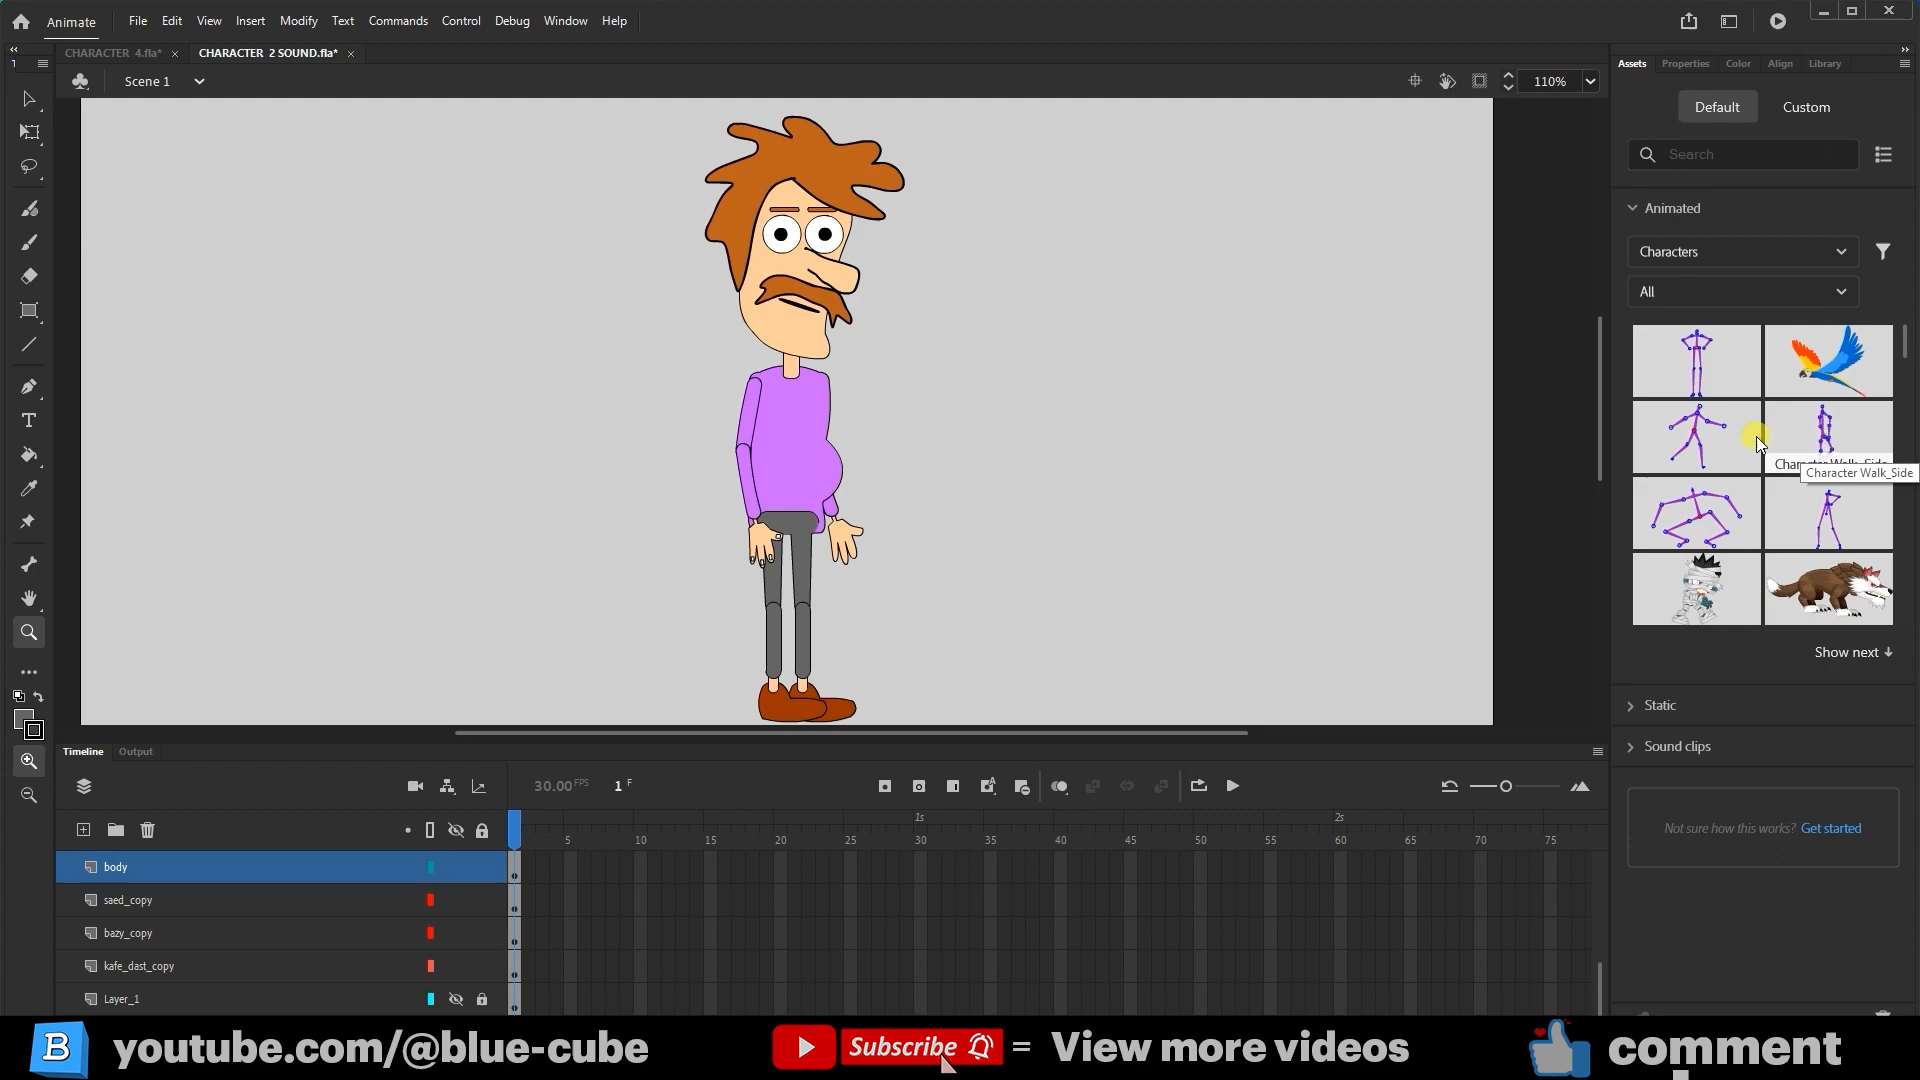 Animate
File Edit View Insert Modify Text Commands Control Debug Window Help
CHARACTER 4.fla* ×
CHARACTER 2 SOUND.fla* ×
Scene 1
110%
Assets Properties Color Align Library
Default Custom
Search
Animated
Characters
All
Character Walk_Side
Character Walk_Side
Show next
Static
Sound clips
Not sure how this works? Get started
Timeline Output
30.00 FPS 1 F
1s 2s
5 10 15 20 25 30 35 40 45 50 55 60 65 70 75
body
saed_copy
bazy_copy
kafe_dast_copy
Layer_1
B youtube.com/@blue-cube Subscribe = View more videos comment